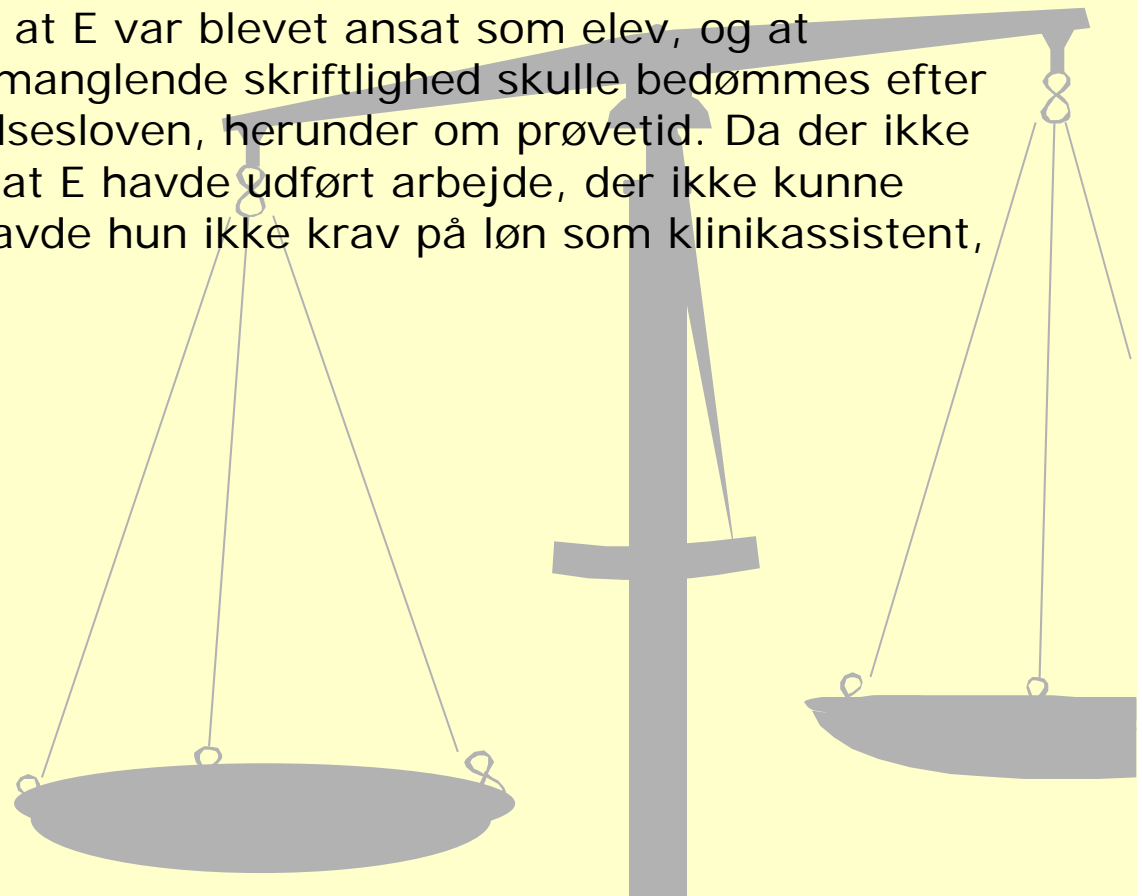 at E var blevet ansat som elev, og at
manglende skriftlighed skulle bedømmes efter
lsesloven, herunder om prøvetid. Da der ikke
at E havde udført arbejde, der ikke kunne
avde hun ikke krav på løn som klinikassistent,